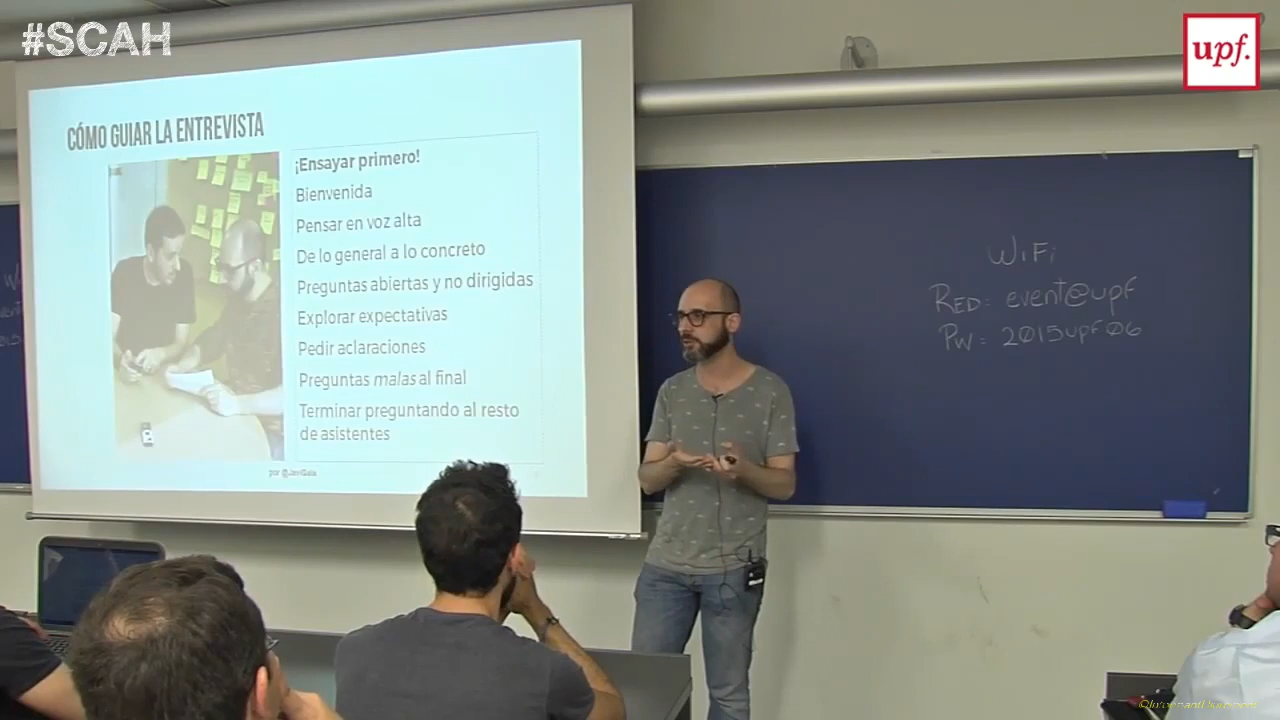 #SCAH
upf.
CÓMO GUIAR LA ENTREVISTA
¡Ensayar primero!
Bienvenida
Pensar en voz alta
De lo general a lo concreto
Preguntas abiertas y no dirigidas
Explorar expectativas
Pedir aclaraciones
Preguntas malas al final
Terminar preguntando al resto
de asistentes
WiFi
RED: event@upf
PW: 2015upf06